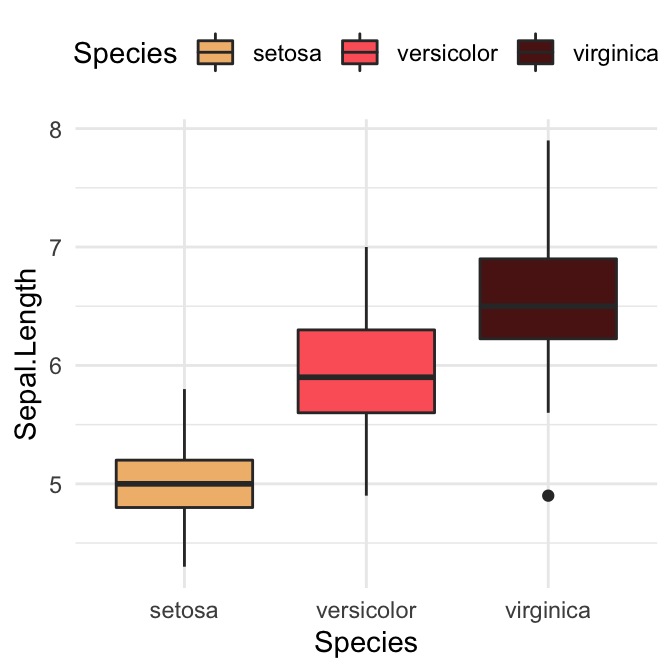 Species setosa versicolor virginica
8
7
6
5
Sepal.Length
setosa versicolor virginica
Species